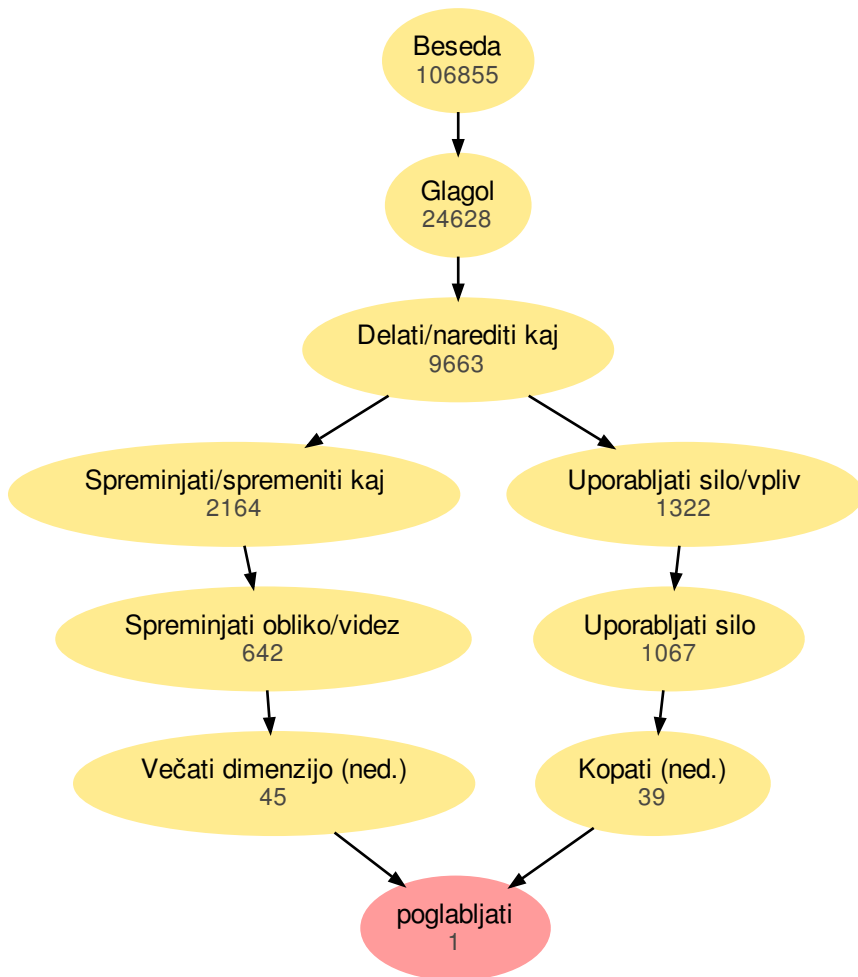 Beseda
106855
Glagol
24628
Delati/narediti kaj
9663
Spreminjati/spremeniti kaj
2164
Uporabljati silo/vpliv
1322
Spreminjati obliko/videz
642
Uporabljati silo
1067
Večati dimenzijo (ned.)
45
Kopati (ned.)
39
poglabljati
1